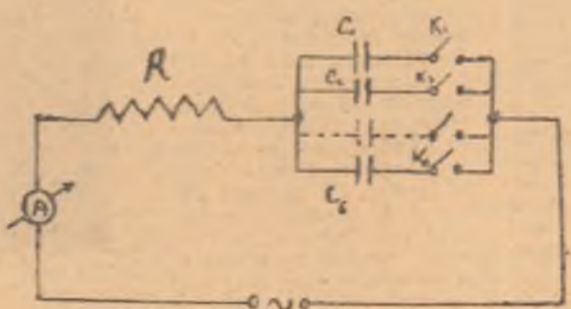 C₁ K₁
R C₂ K₂
K₆
A C₆
~